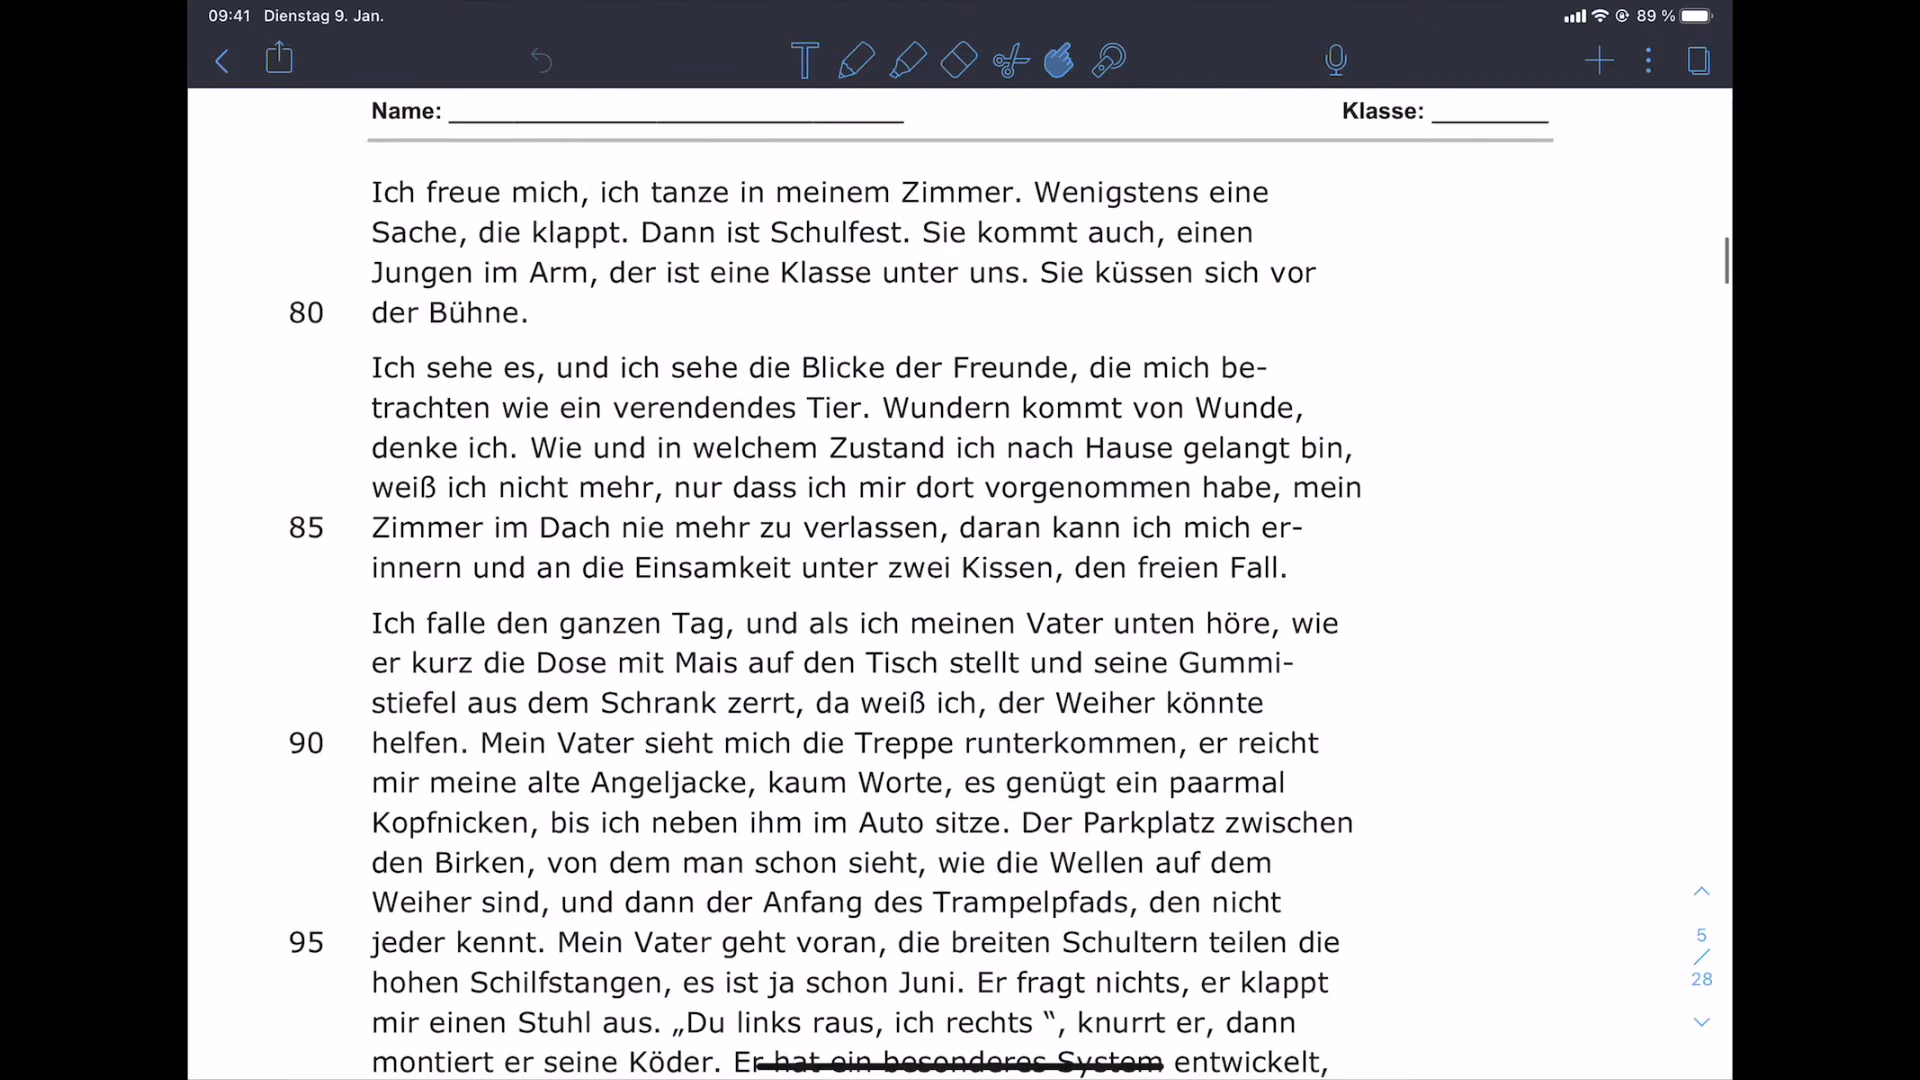 09:41 Dienstag 9. Jan. 89 %
Name: Klasse:
Ich freue mich, ich tanze in meinem Zimmer. Wenigstens eine
Sache, die klappt. Dann ist Schulfest. Sie kommt auch, einen
Jungen im Arm, der ist eine Klasse unter uns. Sie küssen sich vor
80 der Bühne.
Ich sehe es, und ich sehe die Blicke der Freunde, die mich be-
trachten wie ein verendendes Tier. Wundern kommt von Wunde,
denke ich. Wie und in welchem Zustand ich nach Hause gelangt bin,
weiß ich nicht mehr, nur dass ich mir dort vorgenommen habe, mein
85 Zimmer im Dach nie mehr zu verlassen, daran kann ich mich er-
innern und an die Einsamkeit unter zwei Kissen, den freien Fall.
Ich falle den ganzen Tag, und als ich meinen Vater unten höre, wie
er kurz die Dose mit Mais auf den Tisch stellt und seine Gummi-
stiefel aus dem Schrank zerrt, da weiß ich, der Weiher könnte
90 helfen. Mein Vater sieht mich die Treppe runterkommen, er reicht
mir meine alte Angeljacke, kaum Worte, es genügt ein paarmal
Kopfnicken, bis ich neben ihm im Auto sitze. Der Parkplatz zwischen
den Birken, von dem man schon sieht, wie die Wellen auf dem
Weiher sind, und dann der Anfang des Trampelpfads, den nicht
95 jeder kennt. Mein Vater geht voran, die breiten Schultern teilen die
hohen Schilfstangen, es ist ja schon Juni. Er fragt nichts, er klappt
mir einen Stuhl aus. „Du links raus, ich rechts “, knurrt er, dann
montiert er seine Köder. Er hat ein besonderes System entwickelt,
5
/
28